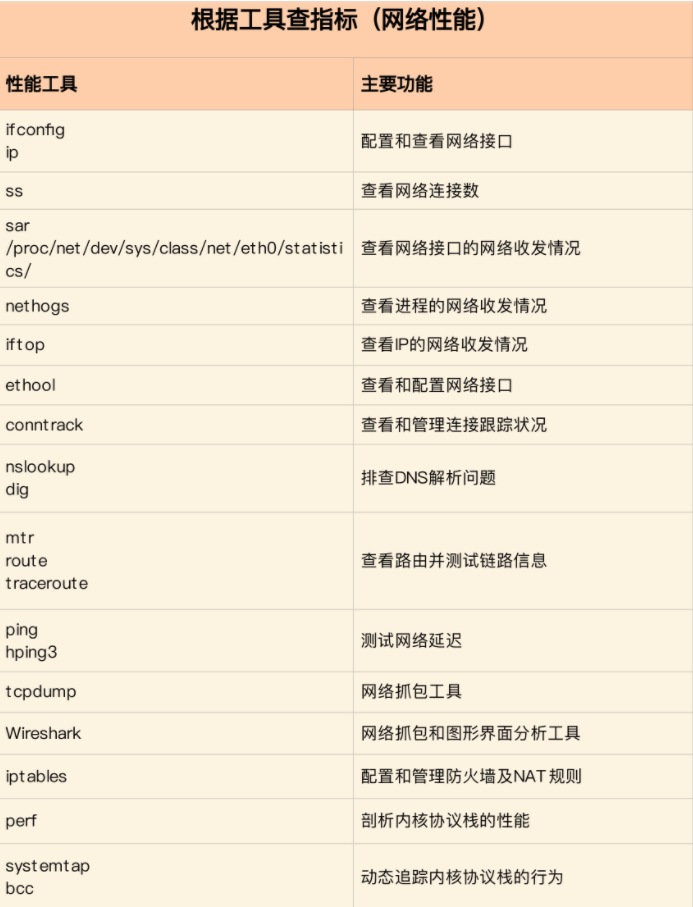 根据工具查指标（网络性能）
性能工具
主要功能
ifconfig
ip
配置和查看网络接口
ss
查看网络连接数
sar
/proc/net/dev/sys/class/net/eth0/statisti
cs/
查看网络接口的网络收发情况
nethogs
查看进程的网络收发情况
iftop
查看IP的网络收发情况
ethool
查看和配置网络接口
conntrack
查看和管理连接跟踪状况
nslookup
dig
排查DNS解析问题
mtr
route
traceroute
查看路由并测试链路信息
ping
hping3
测试网络延迟
tcpdump
网络抓包工具
Wireshark
网络抓包和图形界面分析工具
iptables
配置和管理防火墙及NAT规则
perf
剖析内核协议栈的性能
systemtap
bcc
动态追踪内核协议栈的行为